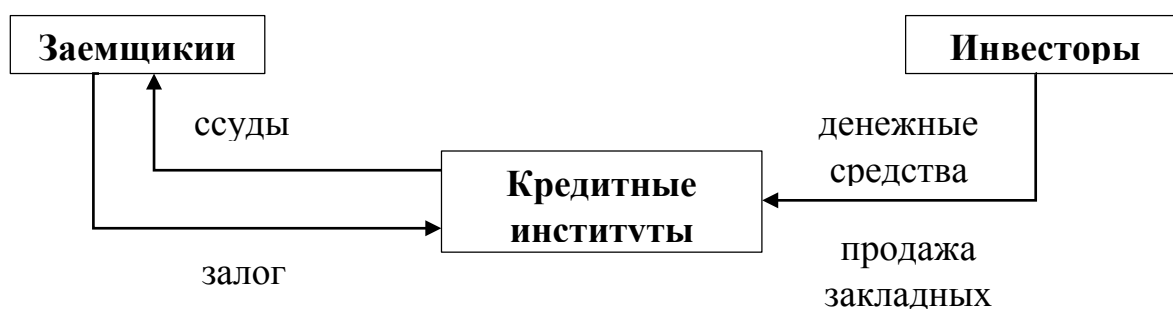 Заемщикии
Инвесторы
ссуды
денежные
средства
Кредитные
институты
залог
продажа
закладных